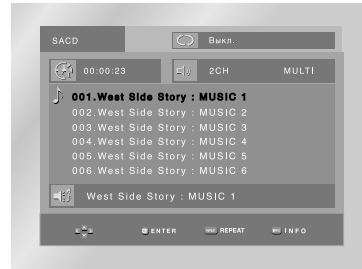 SACD Выкл.
00:00:23 2CH MULTI
001.West Side Story : MUSIC 1
002.West Side Story : MUSIC 2
003.West Side Story : MUSIC 3
004.West Side Story : MUSIC 4
005.West Side Story : MUSIC 5
006.West Side Story : MUSIC 6
West Side Story : MUSIC 1
ENTER REPEAT INFO